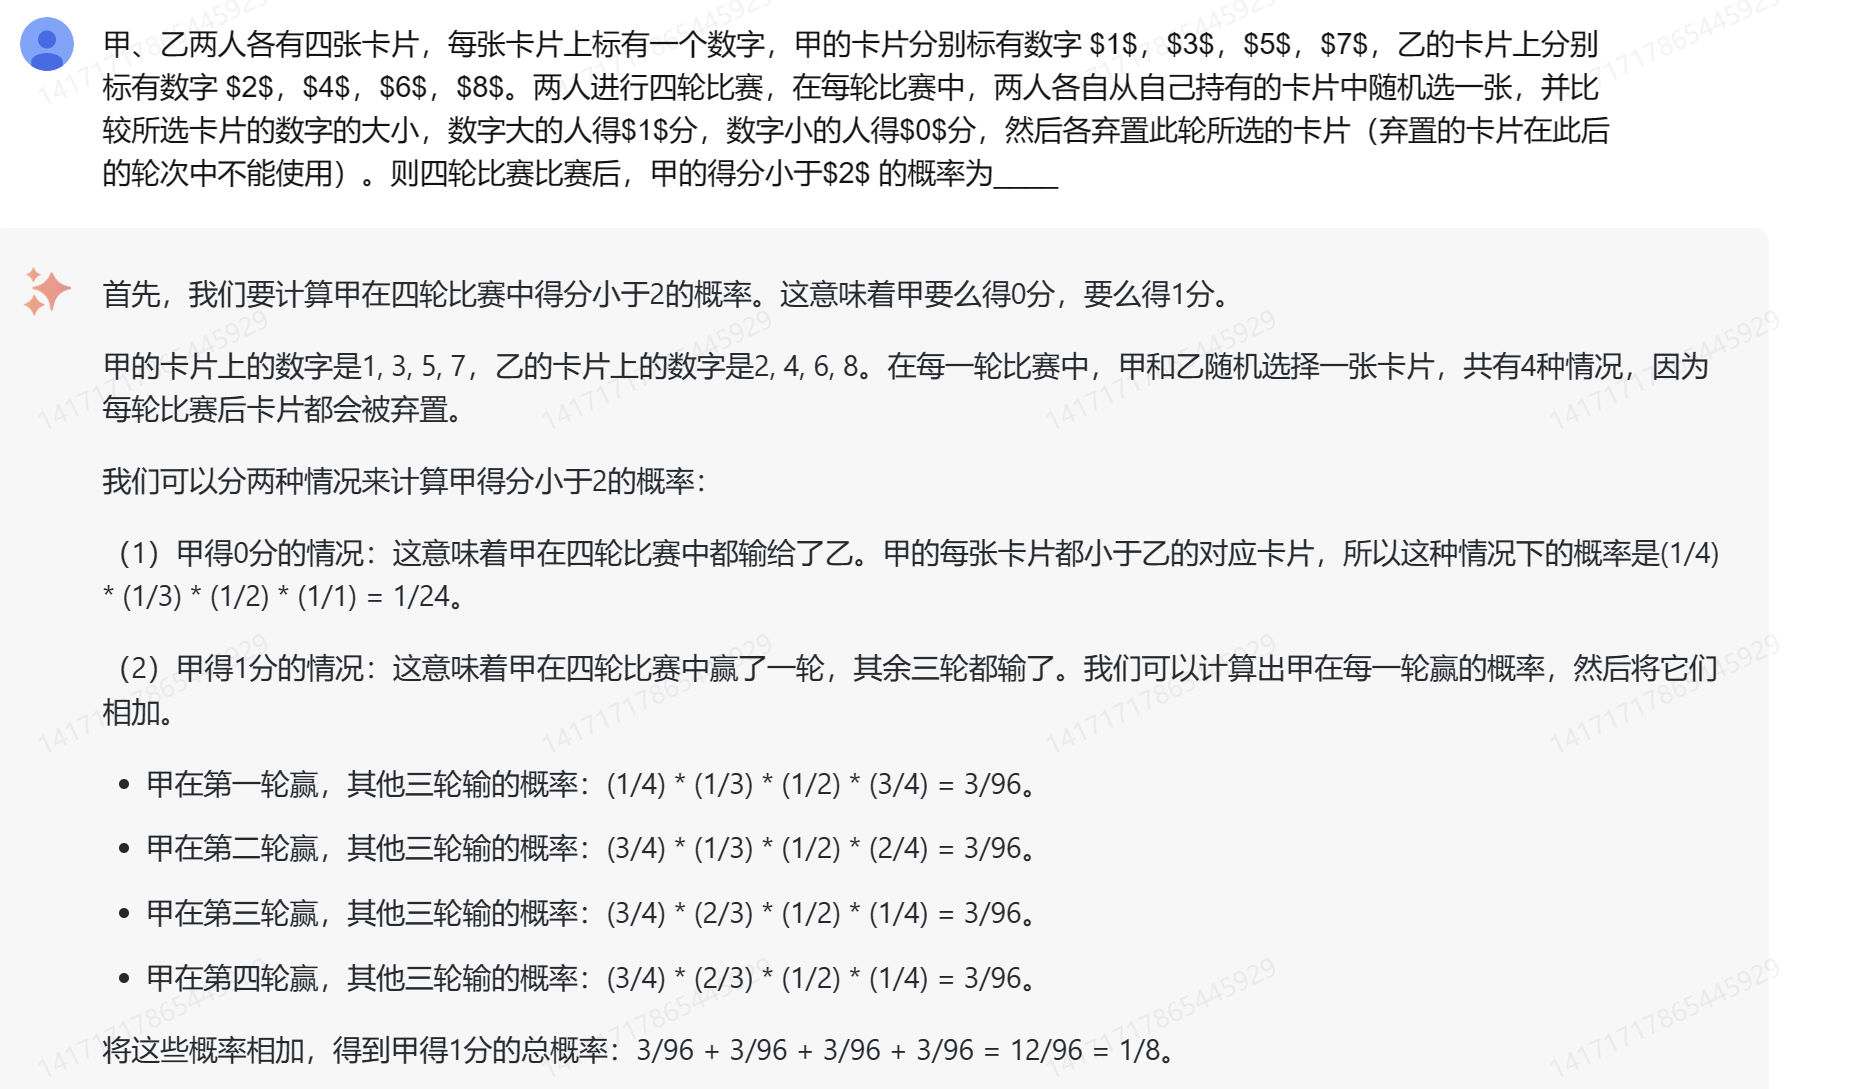 甲、乙两人各有四张卡片，每张卡片上标有一个数字，甲的卡片分别标有数字 $1$，$3$，$5$，$7$，乙的卡片上分别
标有数字 $2$，$4$，$6$，$8$。两人进行四轮比赛，在每轮比赛中，两人各自从自己持有的卡片中随机选一张，并比
较所选卡片的数字的大小，数字大的人得$1$分，数字小的人得$0$分，然后各弃置此轮所选的卡片（弃置的卡片在此后
的轮次中不能使用）。则四轮比赛比赛后，甲的得分小于$2$ 的概率为____
首先，我们要计算甲在四轮比赛中得分小于2的概率。这意味着甲要么得0分，要么得1分。
甲的卡片上的数字是1, 3, 5, 7，乙的卡片上的数字是2, 4, 6, 8。在每一轮比赛中，甲和乙随机选择一张卡片，共有4种情况，因为
每轮比赛后卡片都会被弃置。
我们可以分两种情况来计算甲得分小于2的概率：
（1）甲得0分的情况：这意味着甲在四轮比赛中都输给了乙。甲的每张卡片都小于乙的对应卡片，所以这种情况下的概率是(1/4)
* (1/3) * (1/2) * (1/1) = 1/24。
（2）甲得1分的情况：这意味着甲在四轮比赛中赢了一轮，其余三轮都输了。我们可以计算出甲在每一轮赢的概率，然后将它们
相加。
• 甲在第一轮赢，其他三轮输的概率：(1/4) * (1/3) * (1/2) * (3/4) = 3/96。
• 甲在第二轮赢，其他三轮输的概率：(3/4) * (1/3) * (1/2) * (2/4) = 3/96。
• 甲在第三轮赢，其他三轮输的概率：(3/4) * (2/3) * (1/2) * (1/4) = 3/96。
• 甲在第四轮赢，其他三轮输的概率：(3/4) * (2/3) * (1/2) * (1/4) = 3/96。
将这些概率相加，得到甲得1分的总概率：3/96 + 3/96 + 3/96 + 3/96 = 12/96 = 1/8。